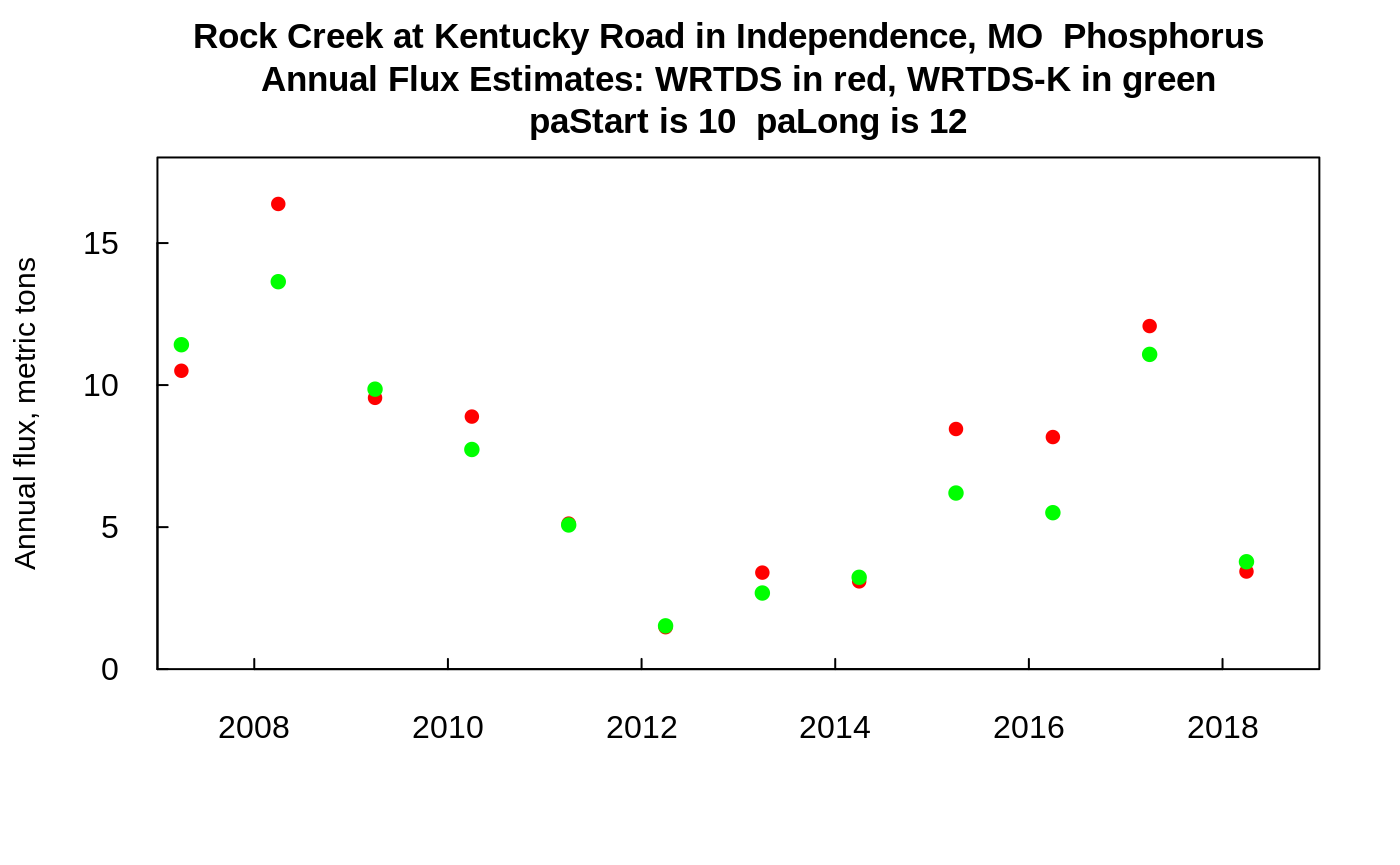 Rock Creek at Kentucky Road in Independence, MO  Phosphorus
Annual Flux Estimates: WRTDS in red, WRTDS-K in green
paStart is 10  paLong is 12
Annual flux, metric tons
15
10
5
0
2008 2010 2012 2014 2016 2018